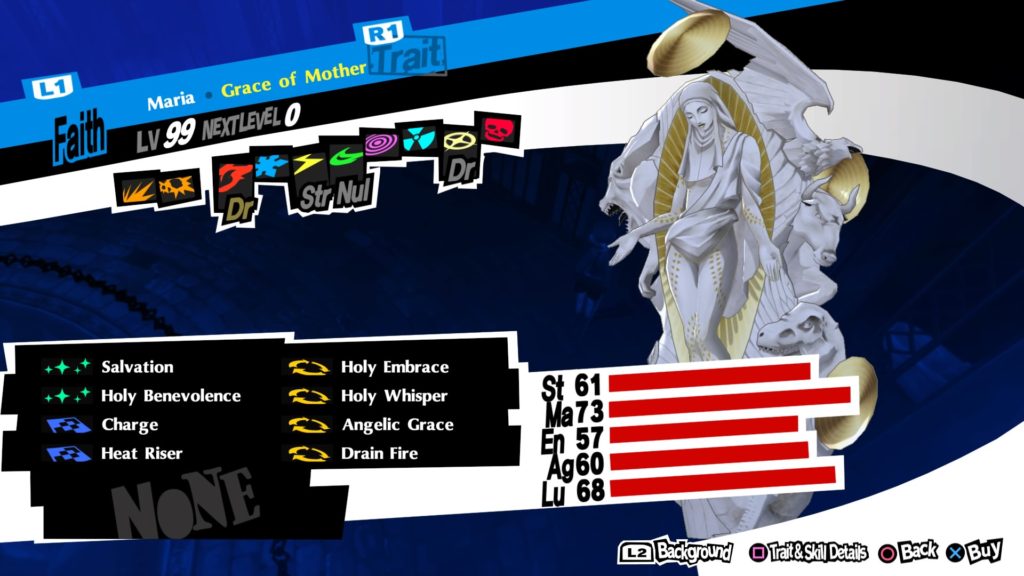 L1
R1
Trait
Maria • Grace of Mother
Faith
LV 99 NEXT LEVEL 0
Dr
Str
Nul
Dr
Salvation
Holy Benevolence
Charge
Heat Riser
Holy Embrace
Holy Whisper
Angelic Grace
Drain Fire
NONE
St 61
Ma 73
En 57
Ag 60
Lu 68
L2 Background
Trait & Skill Details
Back
Buy